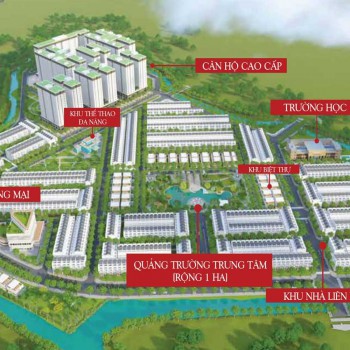 CĂN HỘ CAO CẤP
KHU THỂ THAO
ĐA NĂNG
TRƯỜNG HỌC
KHU BIỆT THỰ
NG MẠI
QUẢNG TRƯỜNG TRUNG TÂM
(RỘNG 1 HA)
KHU NHÀ LIÊN